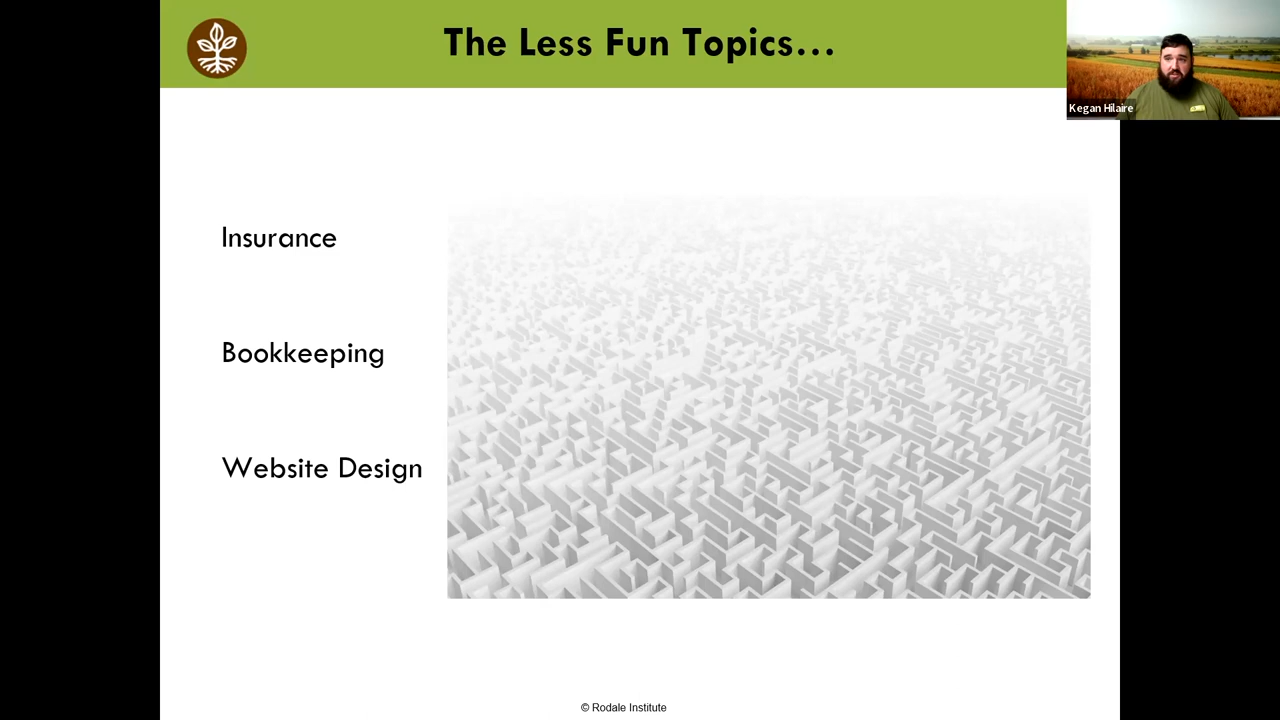 The Less Fun Topics...
Kegan Hilaire
Insurance
Bookkeeping
Website Design
© Rodale Institute